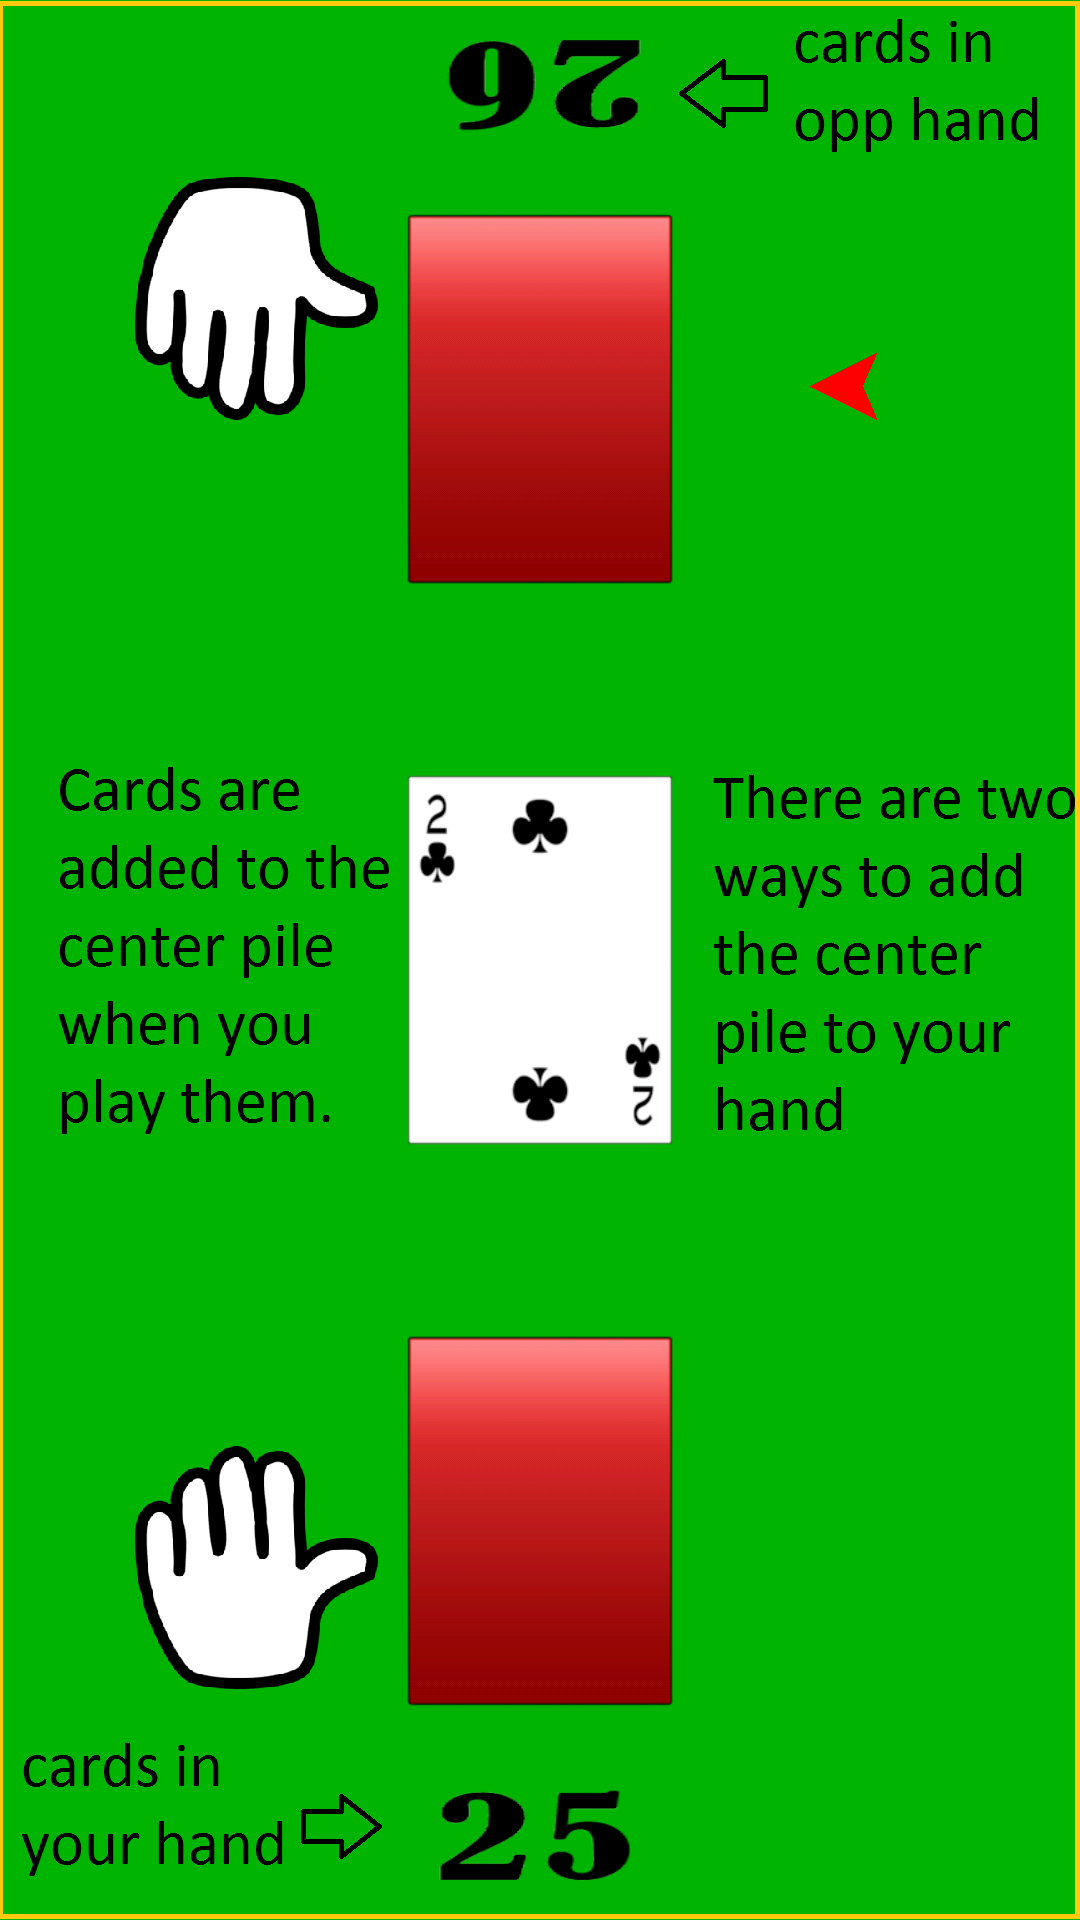 26
cards in
opp hand
Cards are
added to the
center pile
when you
play them.
2
2
There are two
ways to add
the center
pile to your
hand
cards in
your hand
25